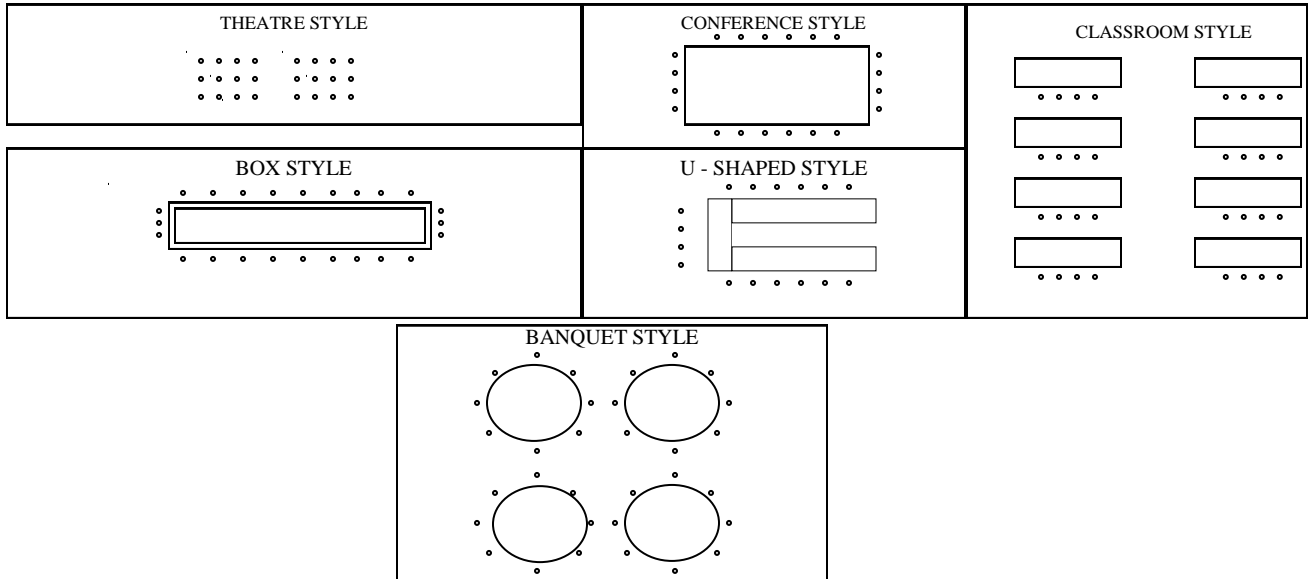 THEATRE STYLE
CONFERENCE STYLE
CLASSROOM STYLE
BOX STYLE
U - SHAPED STYLE
BANQUET STYLE